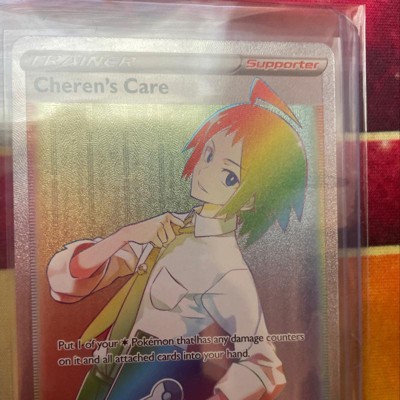 TRAINER
Supporter
Cheren's Care
Put 1 of your ✶ Pokémon that has any damage counters
on it and all attached cards into your hand.